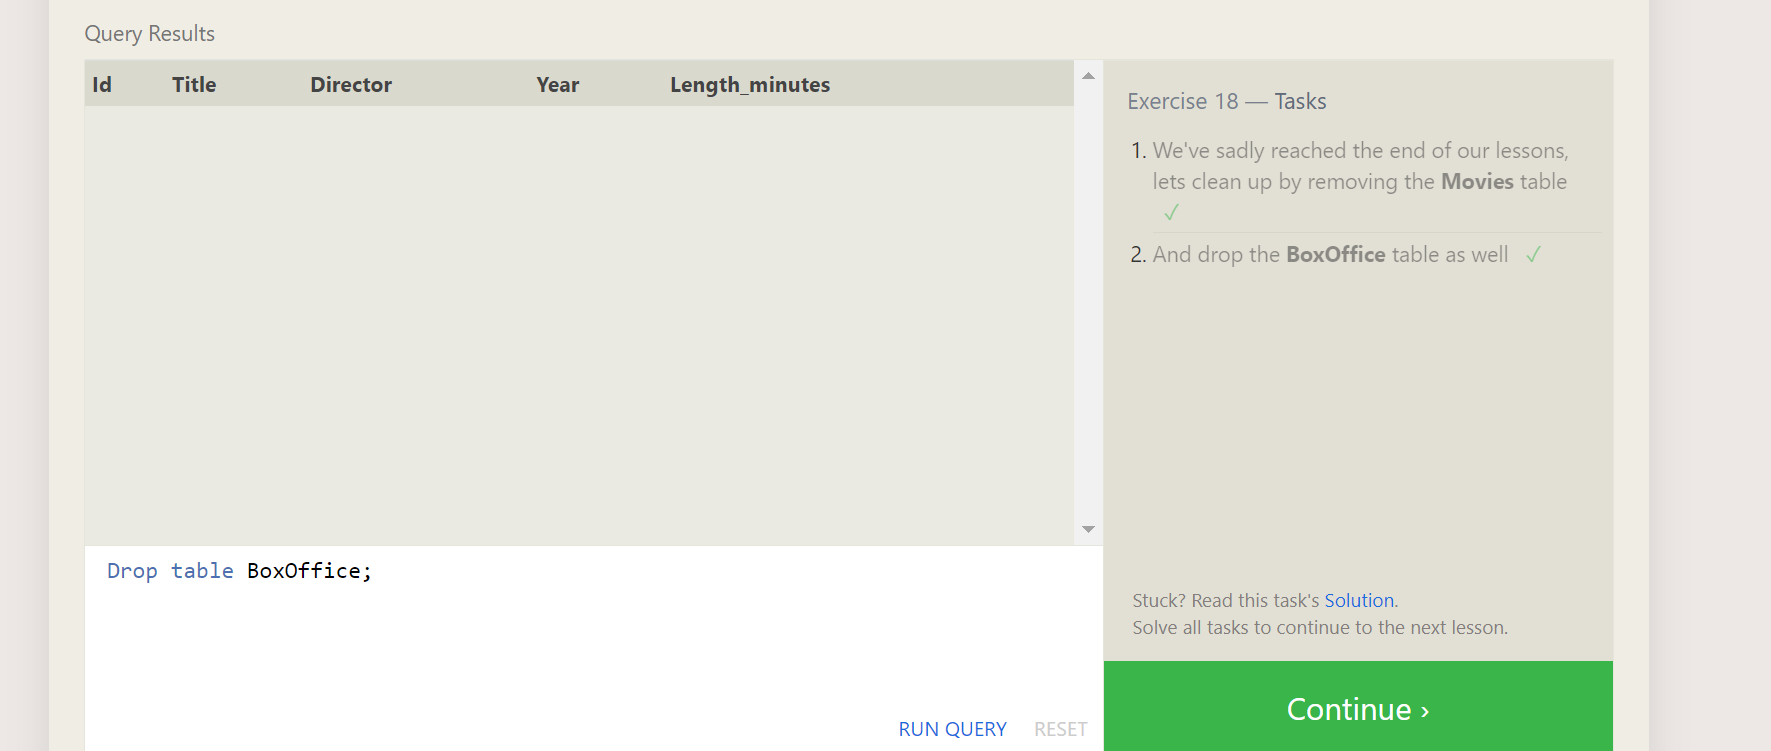 Query Results
Id Title Director Year Length_minutes
Drop table BoxOffice;
RUN QUERY RESET
Exercise 18 — Tasks
1. We've sadly reached the end of our lessons,
lets clean up by removing the Movies table
✓
2. And drop the BoxOffice table as well ✓
Stuck? Read this task's Solution.
Solve all tasks to continue to the next lesson.
Continue ›